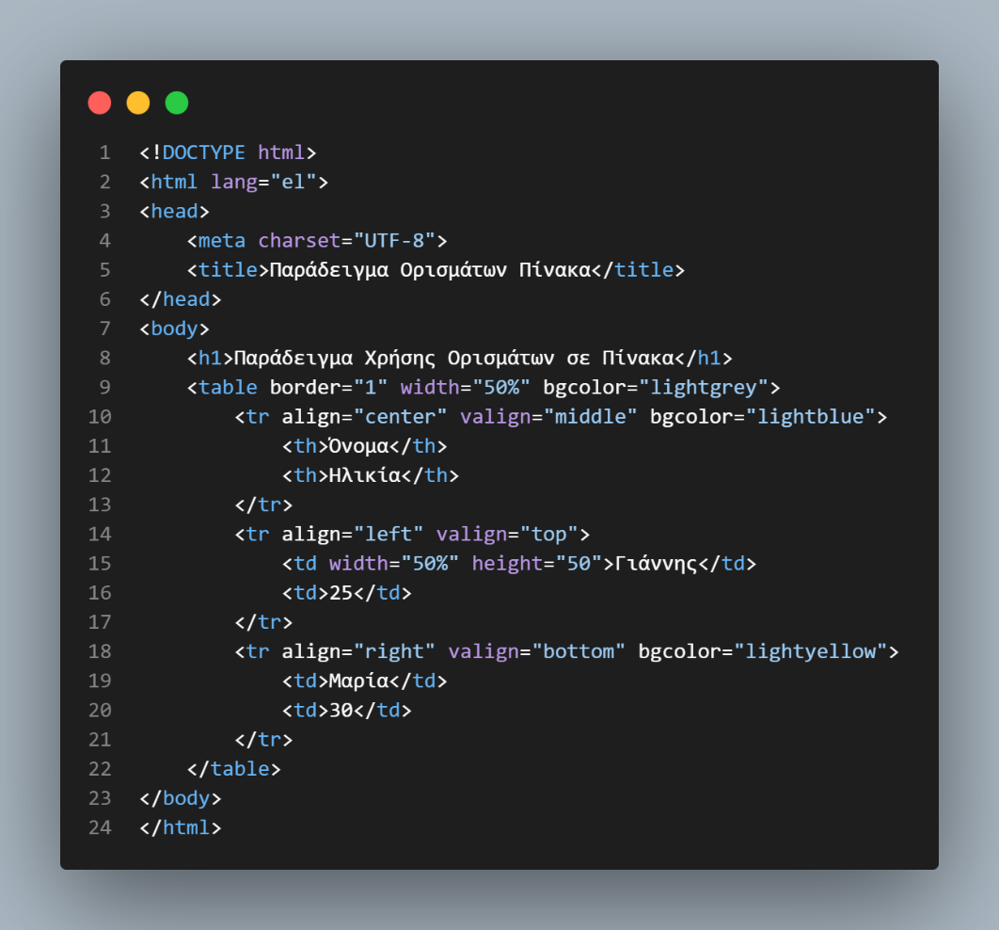 1 <!DOCTYPE html>
2 <html lang="el">
3 <head>
4     <meta charset="UTF-8">
5     <title>Παράδειγμα Ορισμάτων Πίνακα</title>
6 </head>
7 <body>
8     <h1>Παράδειγμα Χρήσης Ορισμάτων σε Πίνακα</h1>
9     <table border="1" width="50%" bgcolor="lightgrey">
10         <tr align="center" valign="middle" bgcolor="lightblue">
11             <th>Όνομα</th>
12             <th>Ηλικία</th>
13         </tr>
14         <tr align="left" valign="top">
15             <td width="50%" height="50">Γιάννης</td>
16             <td>25</td>
17         </tr>
18         <tr align="right" valign="bottom" bgcolor="lightyellow">
19             <td>Μαρία</td>
20             <td>30</td>
21         </tr>
22     </table>
23 </body>
24 </html>